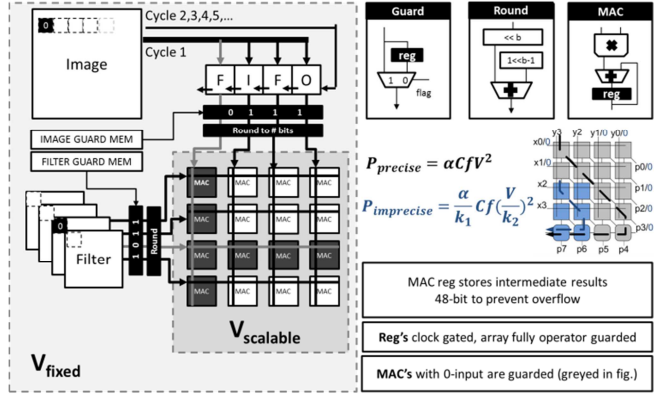 Cycle 2,3,4,5,...
Cycle 1
0
Image
F I F O
0 1 1 1
Round to # bits
IMAGE GUARD MEM
FILTER GUARD MEM
0
Filter
1 0 1 1
Round
MAC MAC MAC MAC
MAC MAC MAC MAC
MAC MAC MAC MAC
MAC MAC MAC MAC
Vscalable
Vfixed
Guard
reg
1 0
flag
Round
<< b
1<<b-1
MAC
reg
Pprecise = αCfV²
Pimprecise = α/k₁ Cf(V/k₂)²
y3 y2 y1/0 y0/0
x0/0
x1/0
x2
x3
p0/0
p1/0
p2/0
p3/0
p7 p6 p5 p4
MAC reg stores intermediate results
48-bit to prevent overflow
Reg's clock gated, array fully operator guarded
MAC's with 0-input are guarded (greyed in fig.)